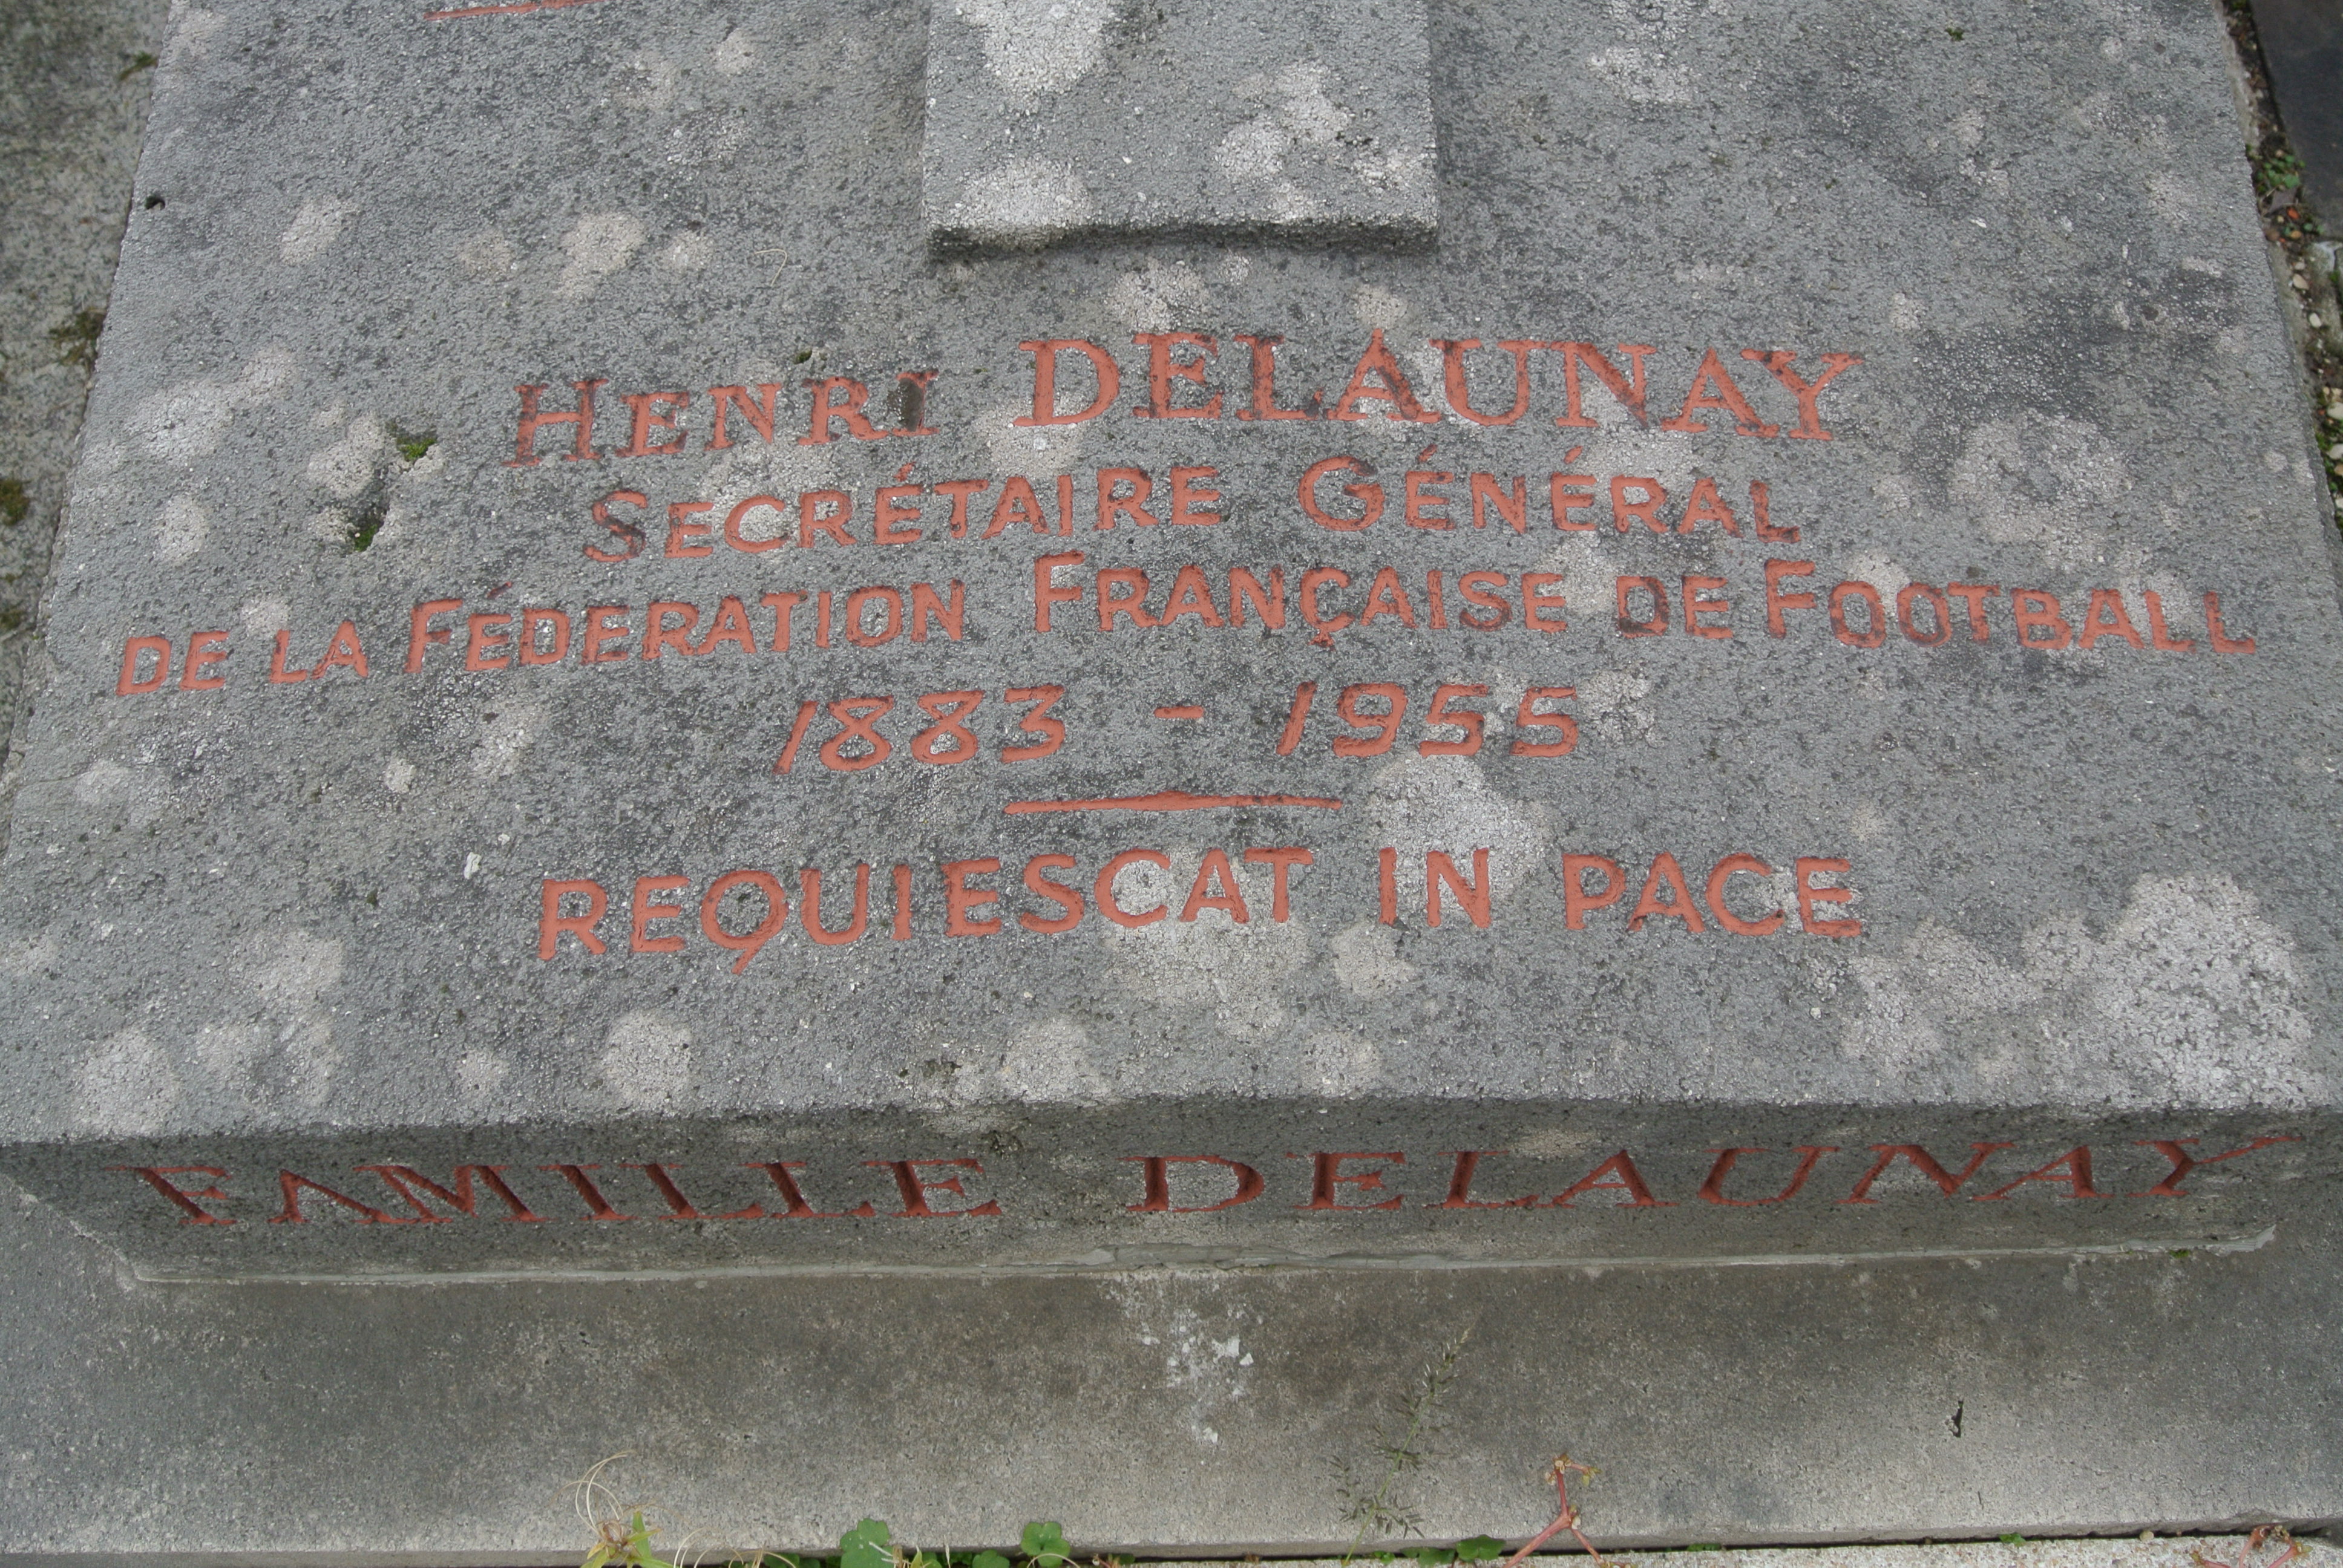 HENRI DELAUNAY
SECRÉTAIRE GÉNÉRAL
DE LA FÉDERATION FRANÇAISE DE FOOTBALL
1883 - 1955
REQUIESCAT IN PACE
FAMILLE DELAUNAY